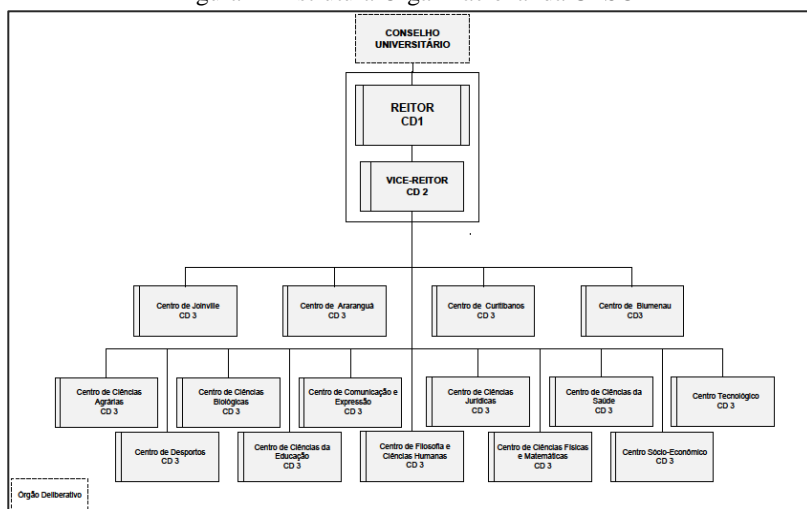 CONSELHO
UNIVERSITÁRIO
REITOR
CD1
VICE-REITOR
CD 2
Centro de Joinville
CD 3
Centro de Araranguá
CD 3
Centro de Curitibanos
CD 3
Centro de Blumenau
CD3
Centro de Ciências
Agrárias
CD 3
Centro de Ciências
Biológicas
CD 3
Centro de Comunicação e
Expressão
CD 3
Centro de Ciências
Jurídicas
CD 3
Centro de Ciências da
Saúde
CD 3
Centro Tecnológico
CD 3
Centro de Desportos
CD 3
Centro de Ciências da
Educação
CD 3
Centro de Filosofia e
Ciências Humanas
CD 3
Centro de Ciências Físicas
e Matemáticas
CD 3
Centro Sócio-Econômico
CD 3
Órgão Deliberativo